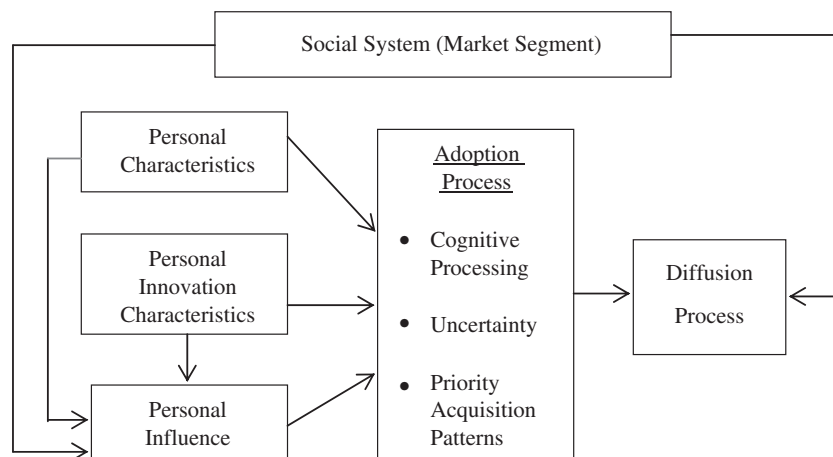 Social System (Market Segment)
Personal
Characteristics
Personal
Innovation
Characteristics
Personal
Influence
Adoption
Process
• Cognitive
Processing
• Uncertainty
• Priority
Acquisition
Patterns
Diffusion
Process